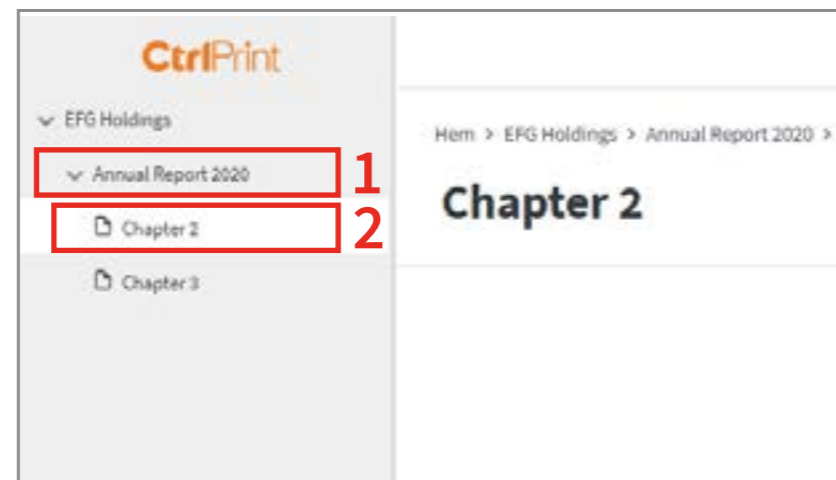 CtrlPrint
EFG Holdings
Annual Report 2020
1
Chapter 2
2
Chapter 3
Hem > EFG Holdings > Annual Report 2020 >
Chapter 2